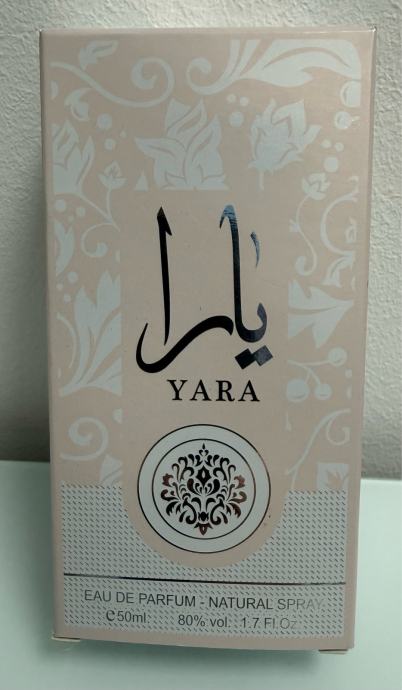 يارا
YARA
EAU DE PARFUM - NATURAL SPRAY
℮50ml. 80% vol. 1.7 Fl.Oz